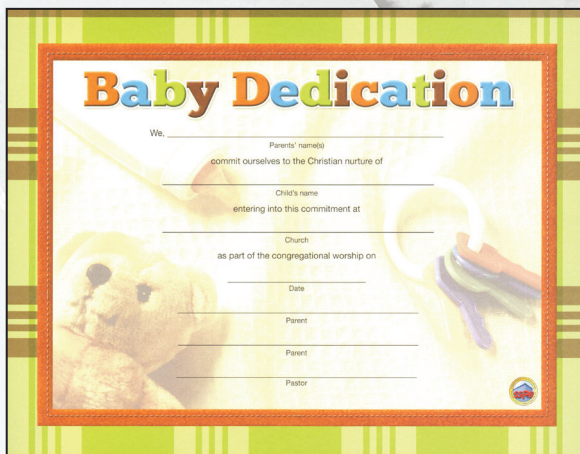 Baby Dedication
We,
Parents' name(s)
commit ourselves to the Christian nurture of
Child's name
entering into this commitment at
Church
as part of the congregational worship on
Date
Parent
Parent
Pastor